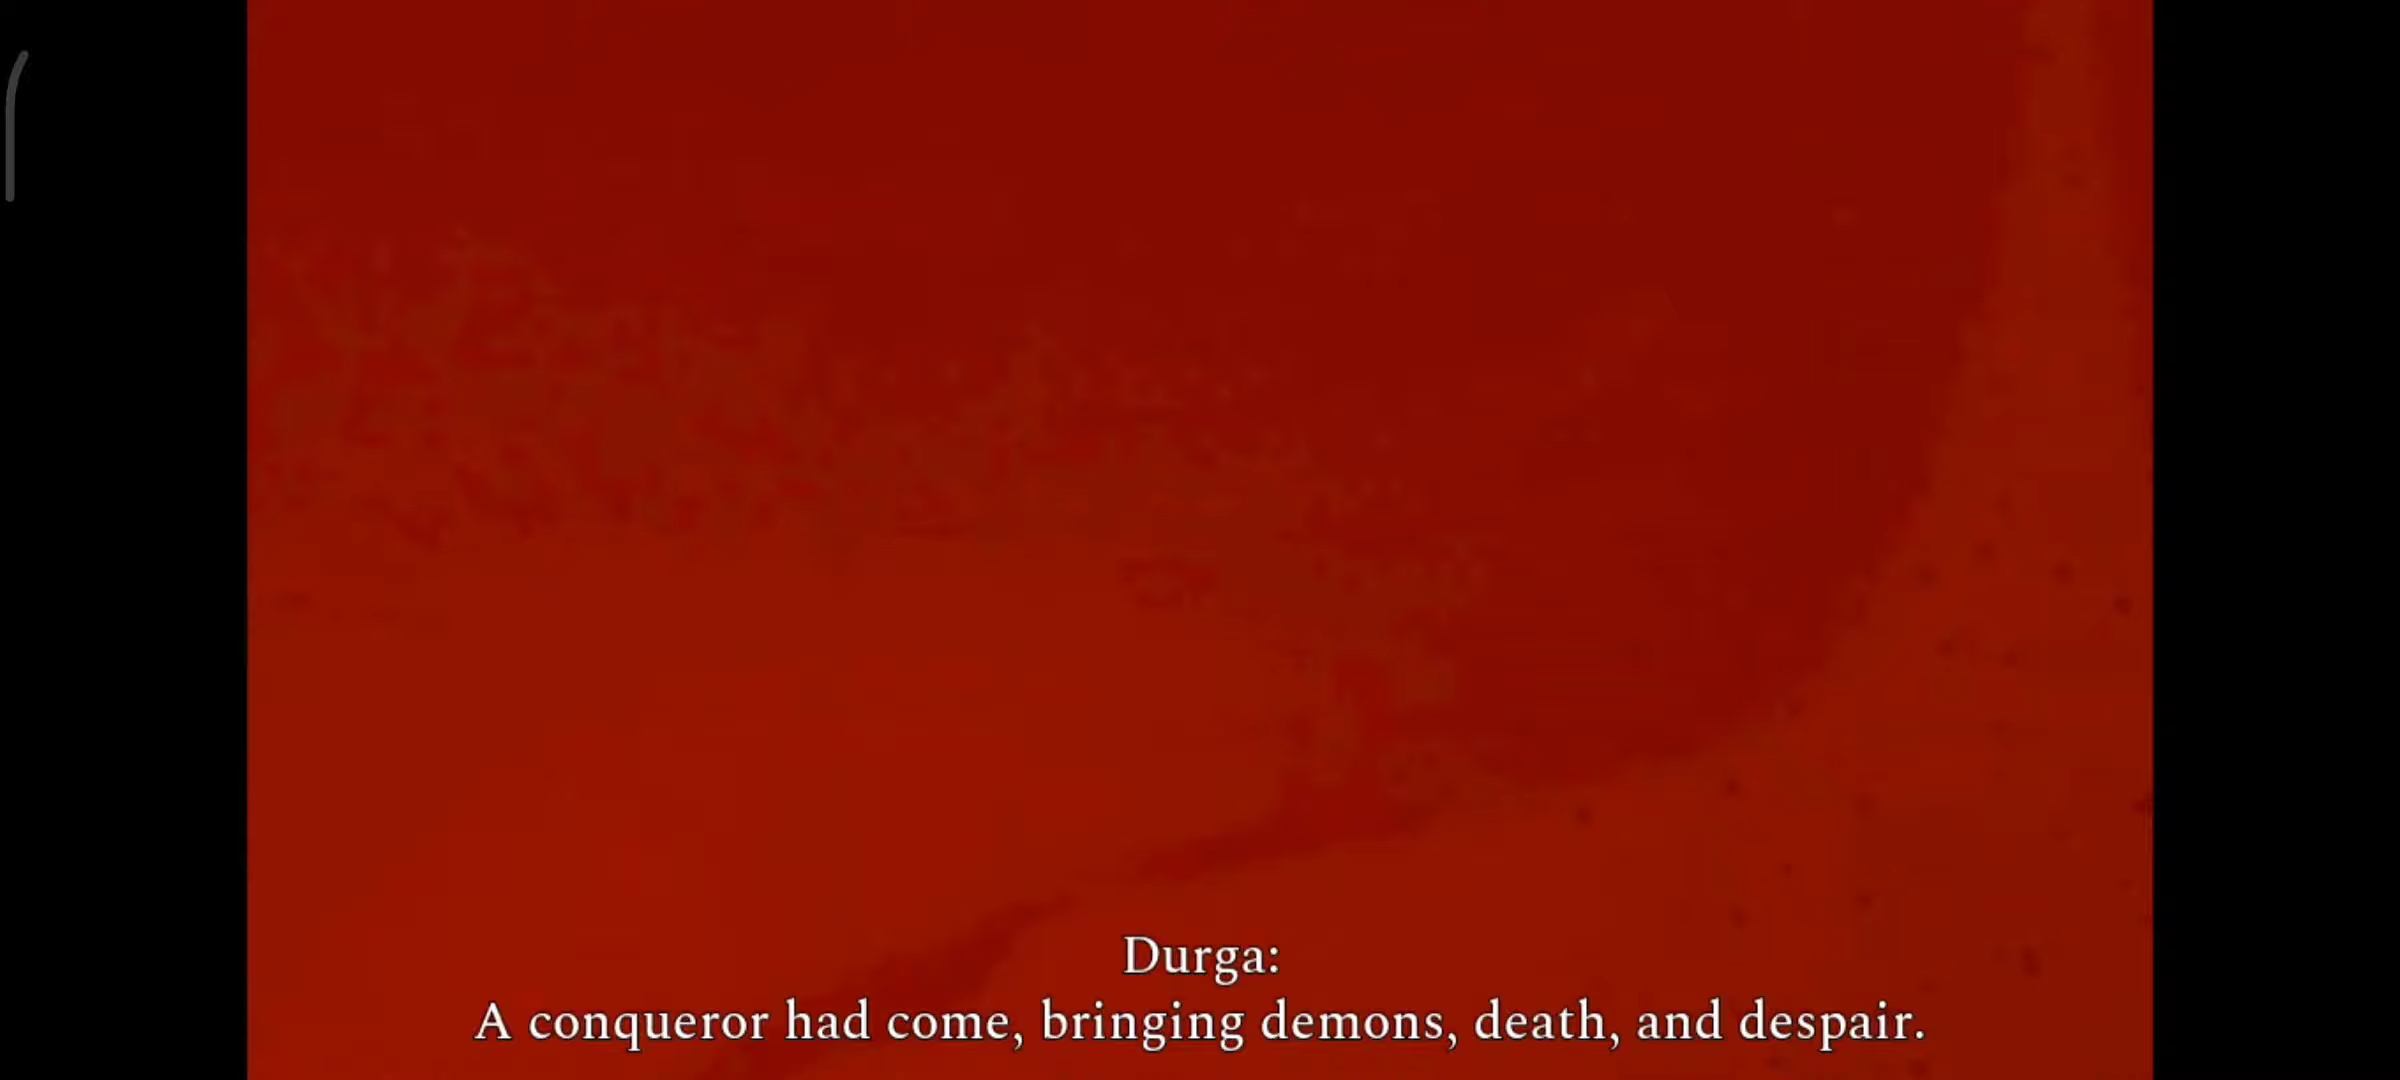 Durga:
A conqueror had come, bringing demons, death, and despair.